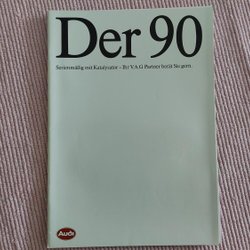 Der 90
Serienmäßig mit Katalysator – Ihr V.A.G Partner berät Sie gern.
Audi